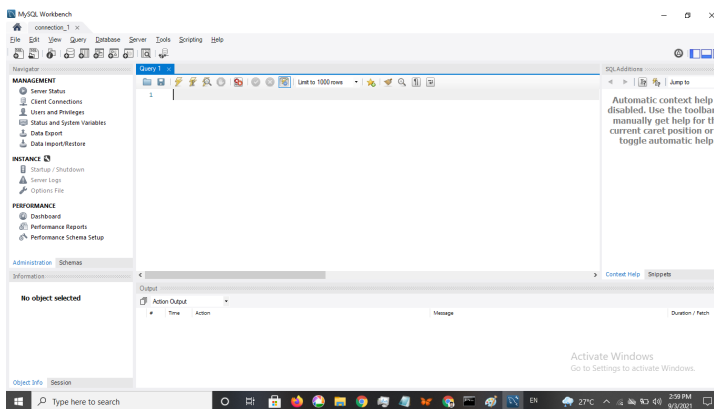 MySQL Workbench
connection_1 ×
File Edit View Query Database Server Tools Scripting Help
Navigator
MANAGEMENT
Server Status
Client Connections
Users and Privileges
Status and System Variables
Data Export
Data Import/Restore
INSTANCE
Startup / Shutdown
Server Logs
Options File
PERFORMANCE
Dashboard
Performance Reports
Performance Schema Setup
Administration Schemas
Information
No object selected
Object Info Session
Query 1 ×
Limit to 1000 rows
1
SQLAdditions
Jump to
Automatic context help
disabled. Use the toolbar
manually get help for th
current caret position or
toggle automatic help
Context Help Snippets
Output
Action Output
# Time Action Message Duration / Fetch
Activate Windows
Go to Settings to activate Windows.
Type here to search
EN
27°C
2:59 PM
9/3/2021